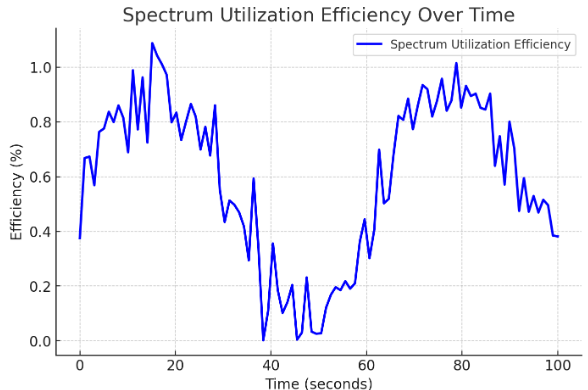 Spectrum Utilization Efficiency Over Time
Spectrum Utilization Efficiency
Efficiency (%)
1.0
0.8
0.6
0.4
0.2
0.0
0 20 40 60 80 100
Time (seconds)